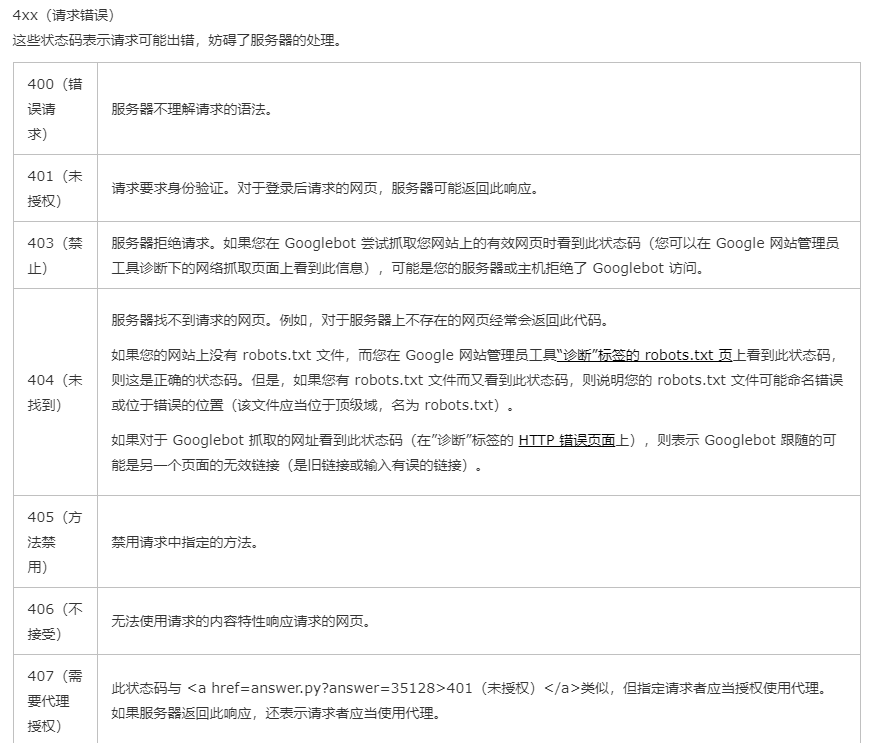 4xx（请求错误）
这些状态码表示请求可能出错，妨碍了服务器的处理。
400（错
误请
求）
服务器不理解请求的语法。
401（未
授权）
请求要求身份验证。对于登录后请求的网页，服务器可能返回此响应。
403（禁
止）
服务器拒绝请求。如果您在 Googlebot 尝试抓取您网站上的有效网页时看到此状态码（您可以在 Google 网站管理员
工具诊断下的网络抓取页面上看到此信息），可能是您的服务器或主机拒绝了 Googlebot 访问。
404（未
找到）
服务器找不到请求的网页。例如，对于服务器上不存在的网页经常会返回此代码。
如果您的网站上没有 robots.txt 文件，而您在 Google 网站管理员工具“诊断”标签的 robots.txt 页上看到此状态码，
则这是正确的状态码。但是，如果您有 robots.txt 文件而又看到此状态码，则说明您的 robots.txt 文件可能命名错误
或位于错误的位置（该文件应当位于顶级域，名为 robots.txt）。
如果对于 Googlebot 抓取的网址看到此状态码（在”诊断”标签的 HTTP 错误页面上），则表示 Googlebot 跟随的可
能是另一个页面的无效链接（是旧链接或输入有误的链接）。
405（方
法禁
用）
禁用请求中指定的方法。
406（不
接受）
无法使用请求的内容特性响应请求的网页。
407（需
要代理
授权）
此状态码与 <a href=answer.py?answer=35128>401（未授权）</a>类似，但指定请求者应当授权使用代理。
如果服务器返回此响应，还表示请求者应当使用代理。